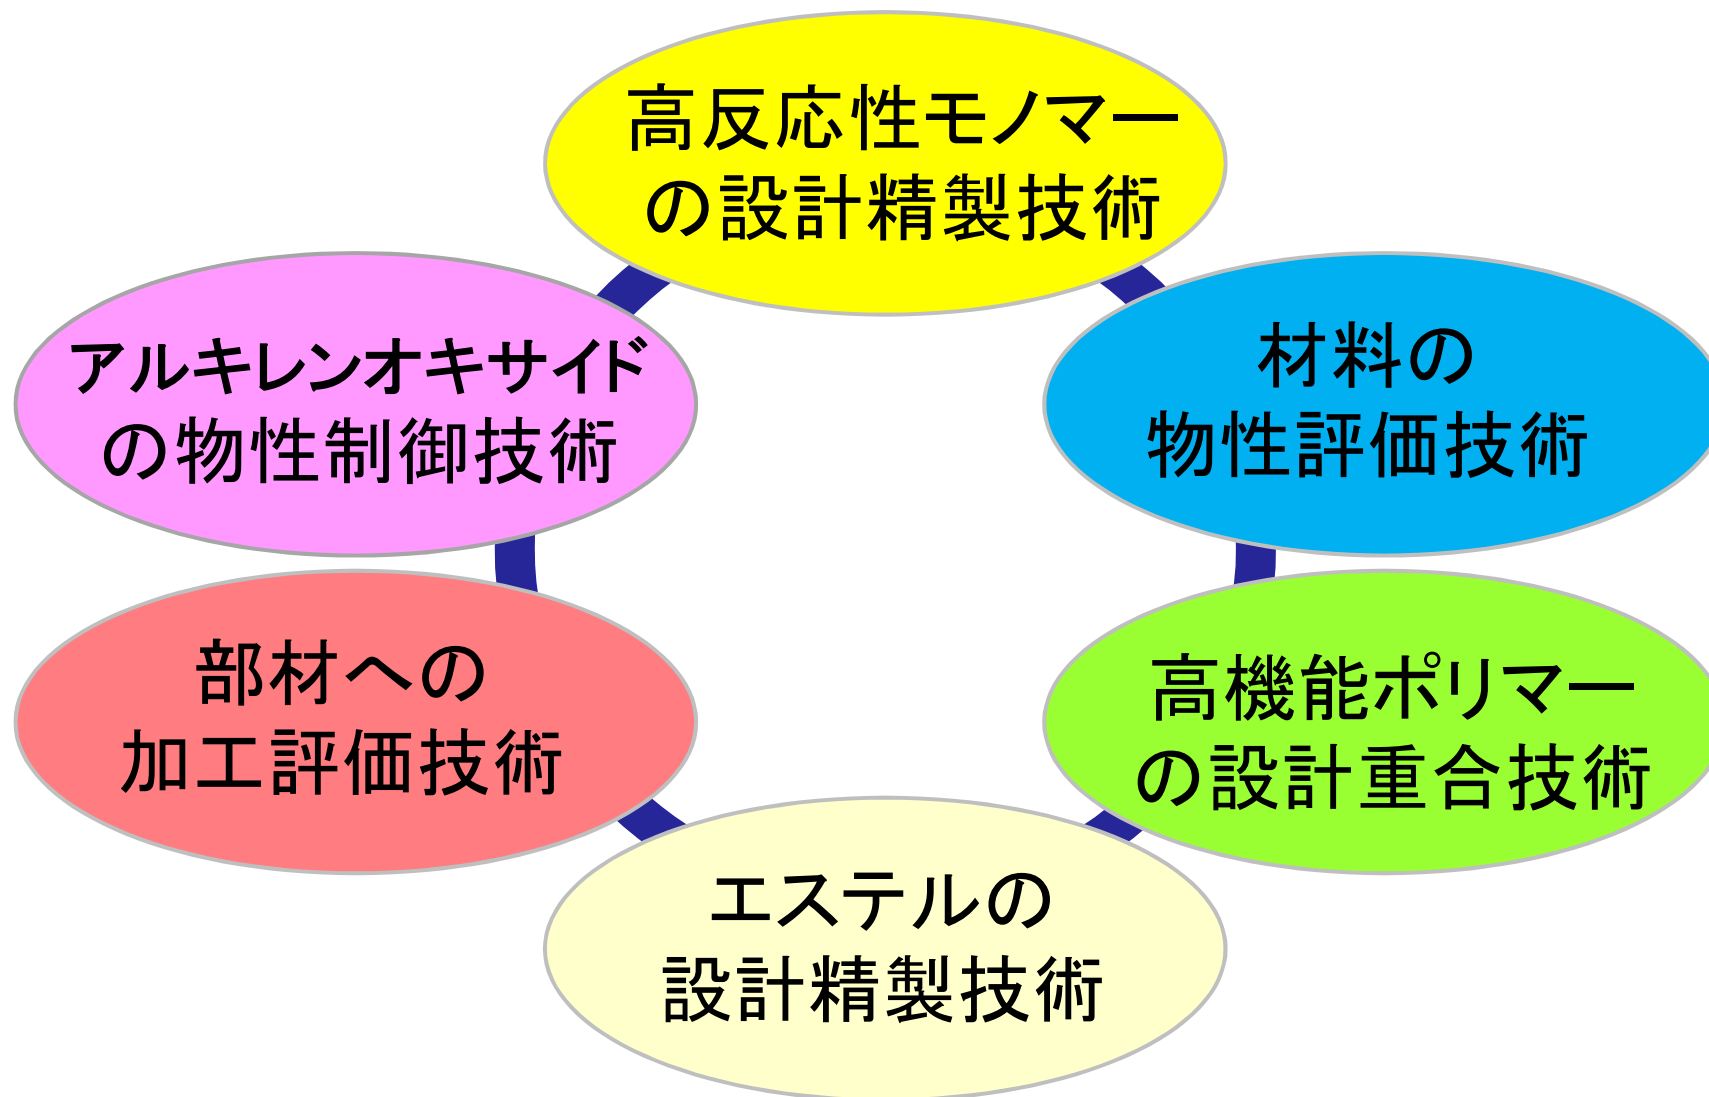 高反応性モノマー
の設計精製技術
アルキレンオキサイド
の物性制御技術
材料の
物性評価技術
部材への
加工評価技術
高機能ポリマー
の設計重合技術
エステルの
設計精製技術